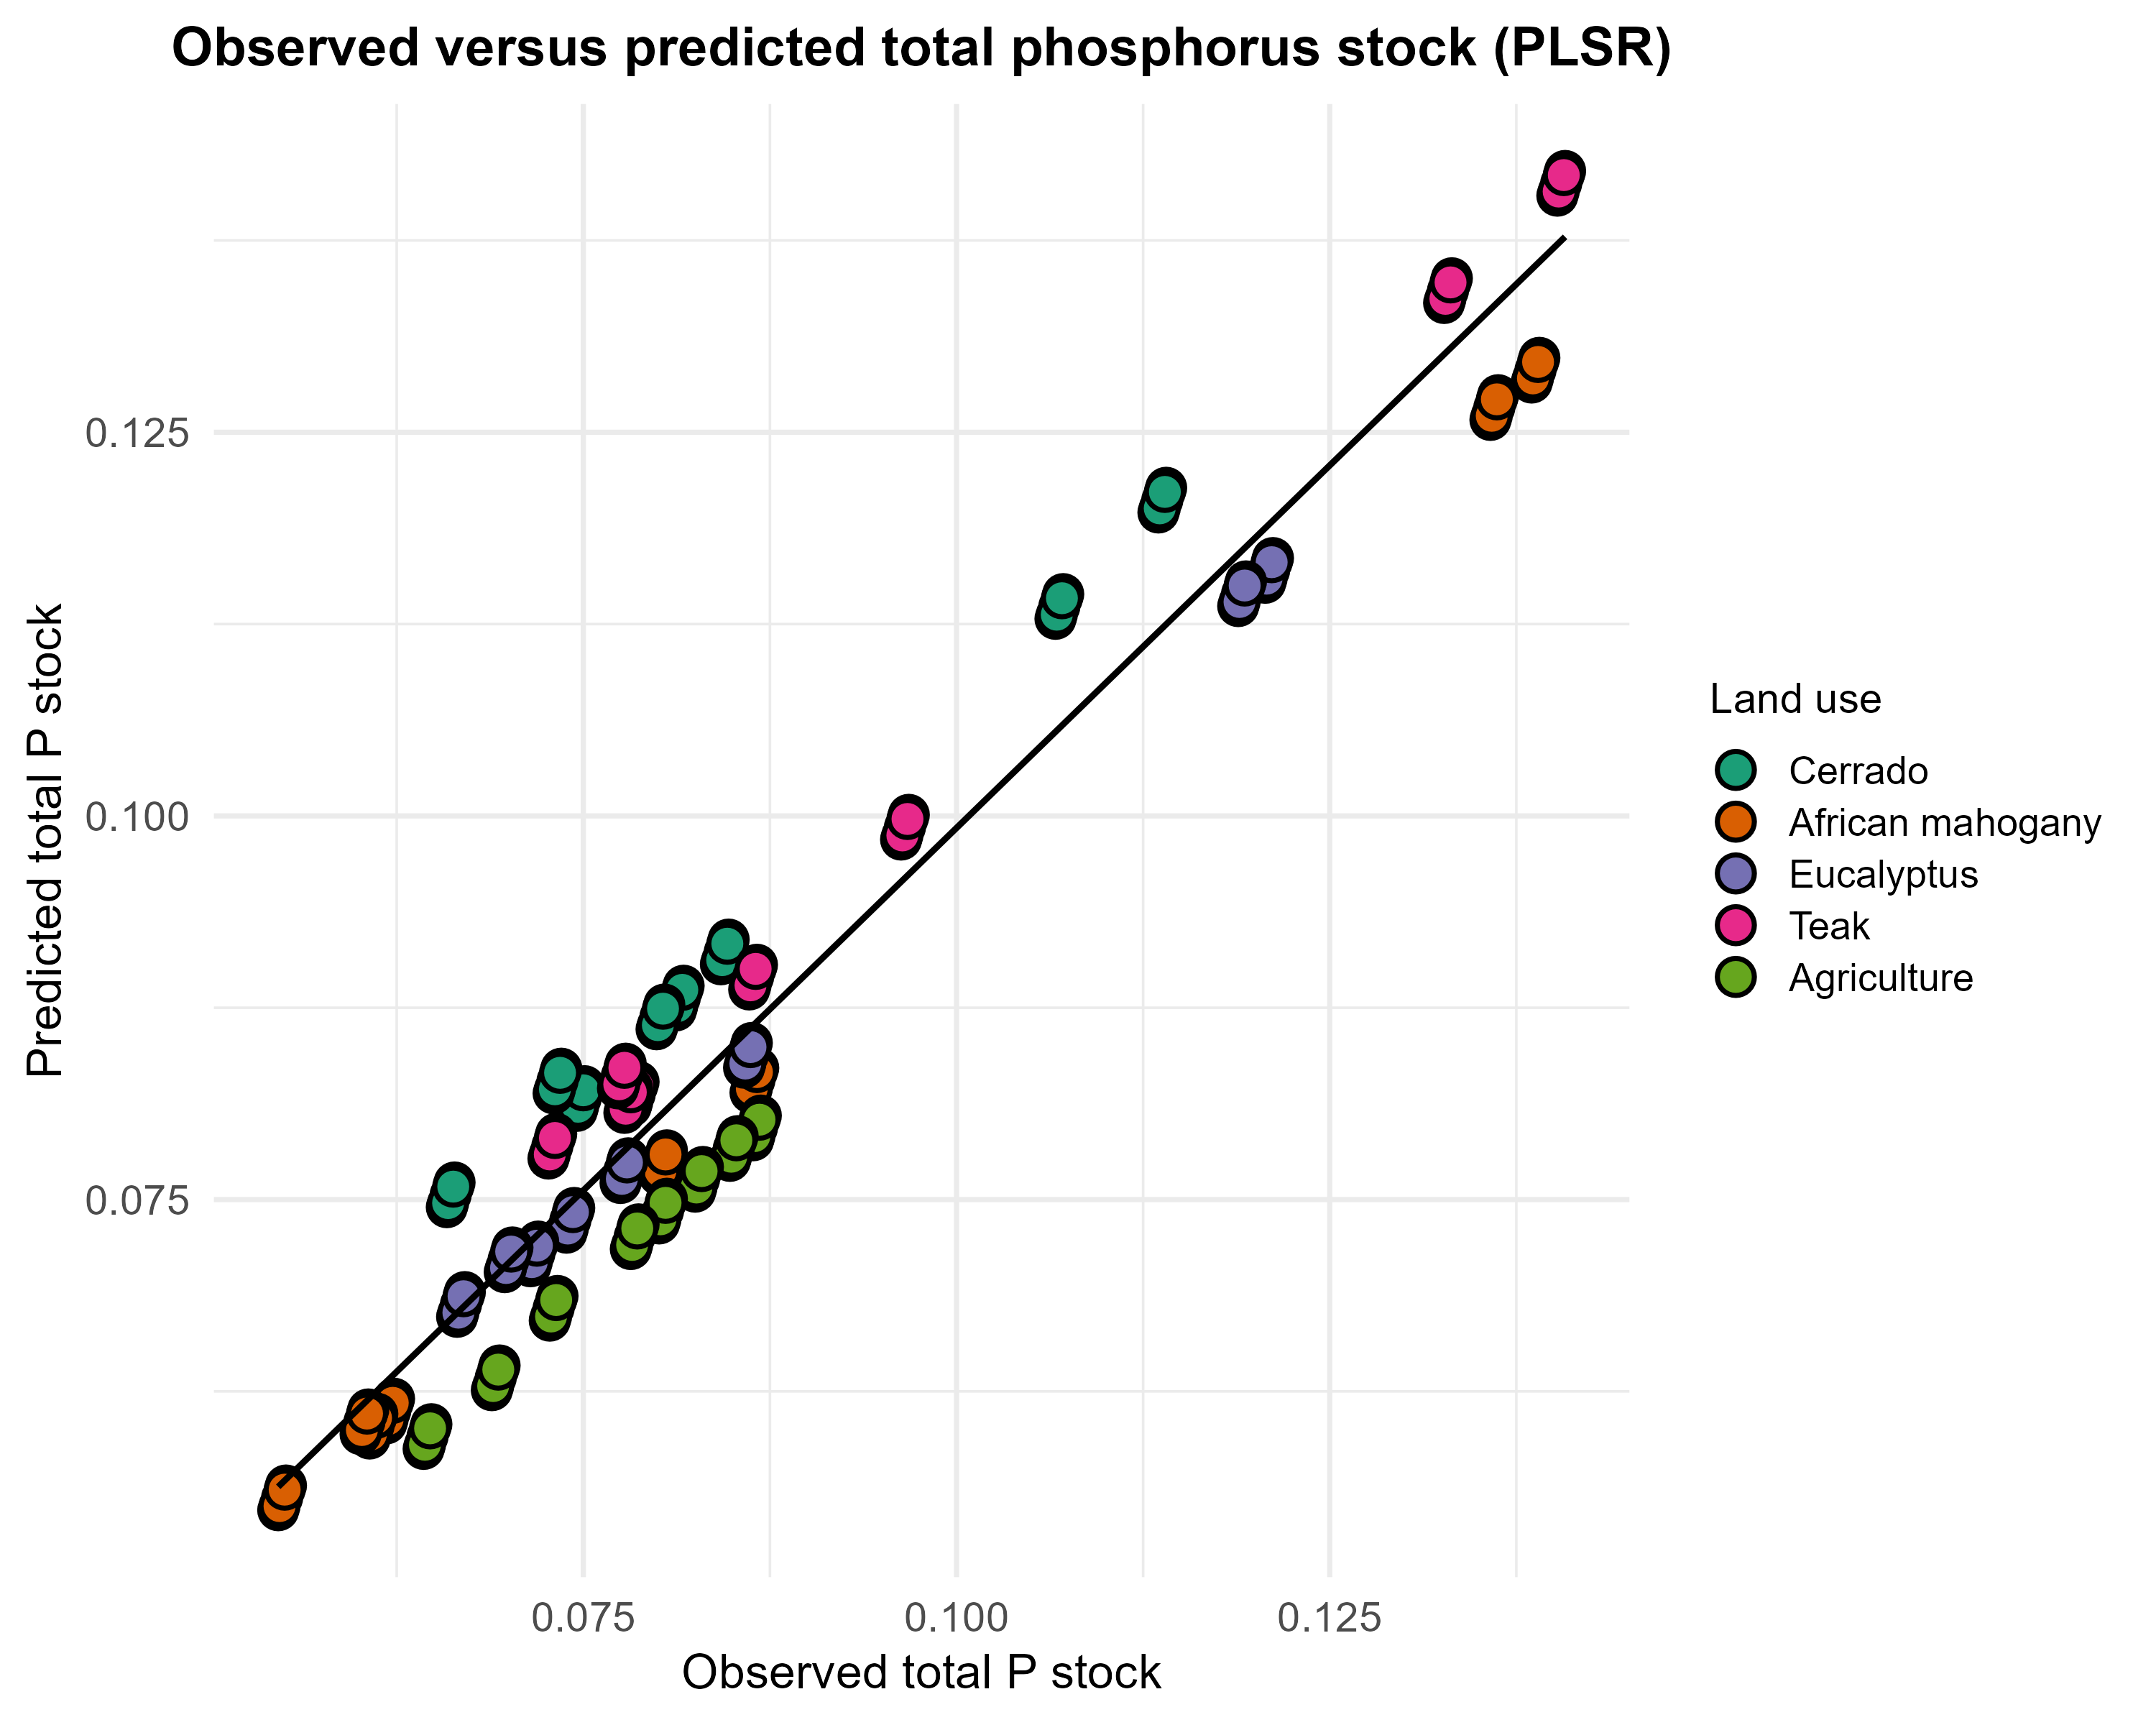 Observed versus predicted total phosphorus stock (PLSR)
Predicted total P stock
0.125
0.100
0.075
0.075
0.100
0.125
Observed total P stock
Land use
Cerrado
African mahogany
Eucalyptus
Teak
Agriculture